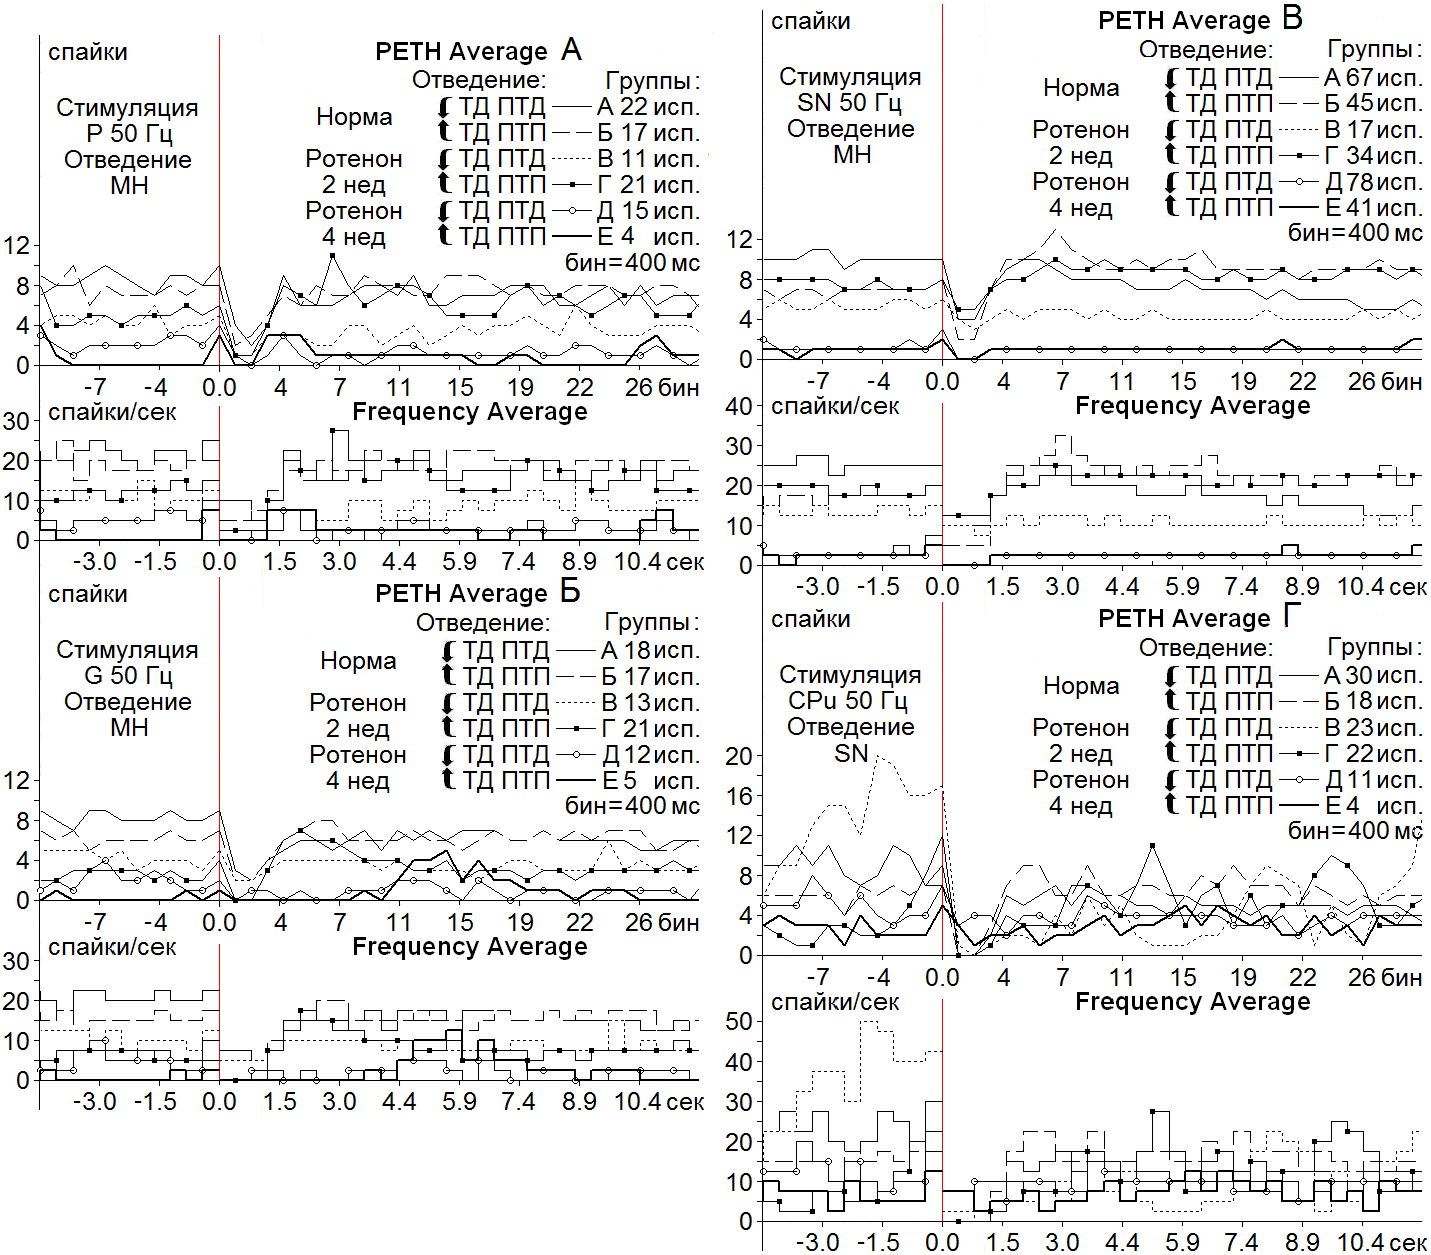 спайки
PETH Average А
Отведение: Группы:
Стимуляция
P 50 Гц
Отведение
МН
Норма
ТД ПТД А 22 исп.
ТД ПТП Б 17 исп.
Ротенон
2 нед
ТД ПТД В 11 исп.
ТД ПТП Г 21 исп.
Ротенон
4 нед
ТД ПТД Д 15 исп.
ТД ПТП Е 4 исп.
бин=400 мс
12
8
4
0
-7 -4 0.0 4 7 11 15 19 22 26 бин
спайки/сек
Frequency Average
30
20
10
0
-3.0 -1.5 0.0 1.5 3.0 4.4 5.9 7.4 8.9 10.4 сек
спайки
PETH Average Б
Отведение: Группы:
Стимуляция
G 50 Гц
Отведение
МН
Норма
ТД ПТД А 18 исп.
ТД ПТП Б 17 исп.
Ротенон
2 нед
ТД ПТД В 13 исп.
ТД ПТП Г 21 исп.
Ротенон
4 нед
ТД ПТД Д 12 исп.
ТД ПТП Е 5 исп.
бин=400 мс
12
8
4
0
-7 -4 0.0 4 7 11 15 19 22 26 бин
спайки/сек
Frequency Average
30
20
10
0
-3.0 -1.5 0.0 1.5 3.0 4.4 5.9 7.4 8.9 10.4 сек
спайки
PETH Average В
Отведение: Группы:
Стимуляция
SN 50 Гц
Отведение
МН
Норма
ТД ПТД А 67 исп.
ТД ПТП Б 45 исп.
Ротенон
2 нед
ТД ПТД В 17 исп.
ТД ПТП Г 34 исп.
Ротенон
4 нед
ТД ПТД Д 78 исп.
ТД ПТП Е 41 исп.
бин=400 мс
12
8
4
0
-7 -4 0.0 4 7 11 15 19 22 26 бин
40
спайки/сек
Frequency Average
30
20
10
0
-3.0 -1.5 0.0 1.5 3.0 4.4 5.9 7.4 8.9 10.4 сек
спайки
PETH Average Г
Отведение: Группы:
Стимуляция
CPu 50 Гц
Отведение
SN
Норма
ТД ПТД А 30 исп.
ТД ПТП Б 18 исп.
Ротенон
2 нед
ТД ПТД В 23 исп.
ТД ПТП Г 22 исп.
Ротенон
4 нед
ТД ПТД Д 11 исп.
ТД ПТП Е 4 исп.
бин=400 мс
20
16
12
8
4
0
-7 -4 0.0 4 7 11 15 19 22 26 бин
спайки/сек
Frequency Average
50
40
30
20
10
0
-3.0 -1.5 0.0 1.5 3.0 4.4 5.9 7.4 8.9 10.4 сек